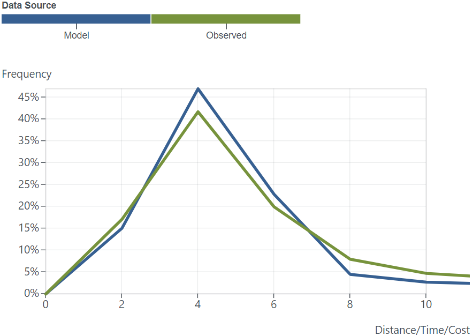 Data Source
Model Observed
Frequency
45%
40%
35%
30%
25%
20%
15%
10%
5%
0%
0 2 4 6 8 10
Distance/Time/Cost